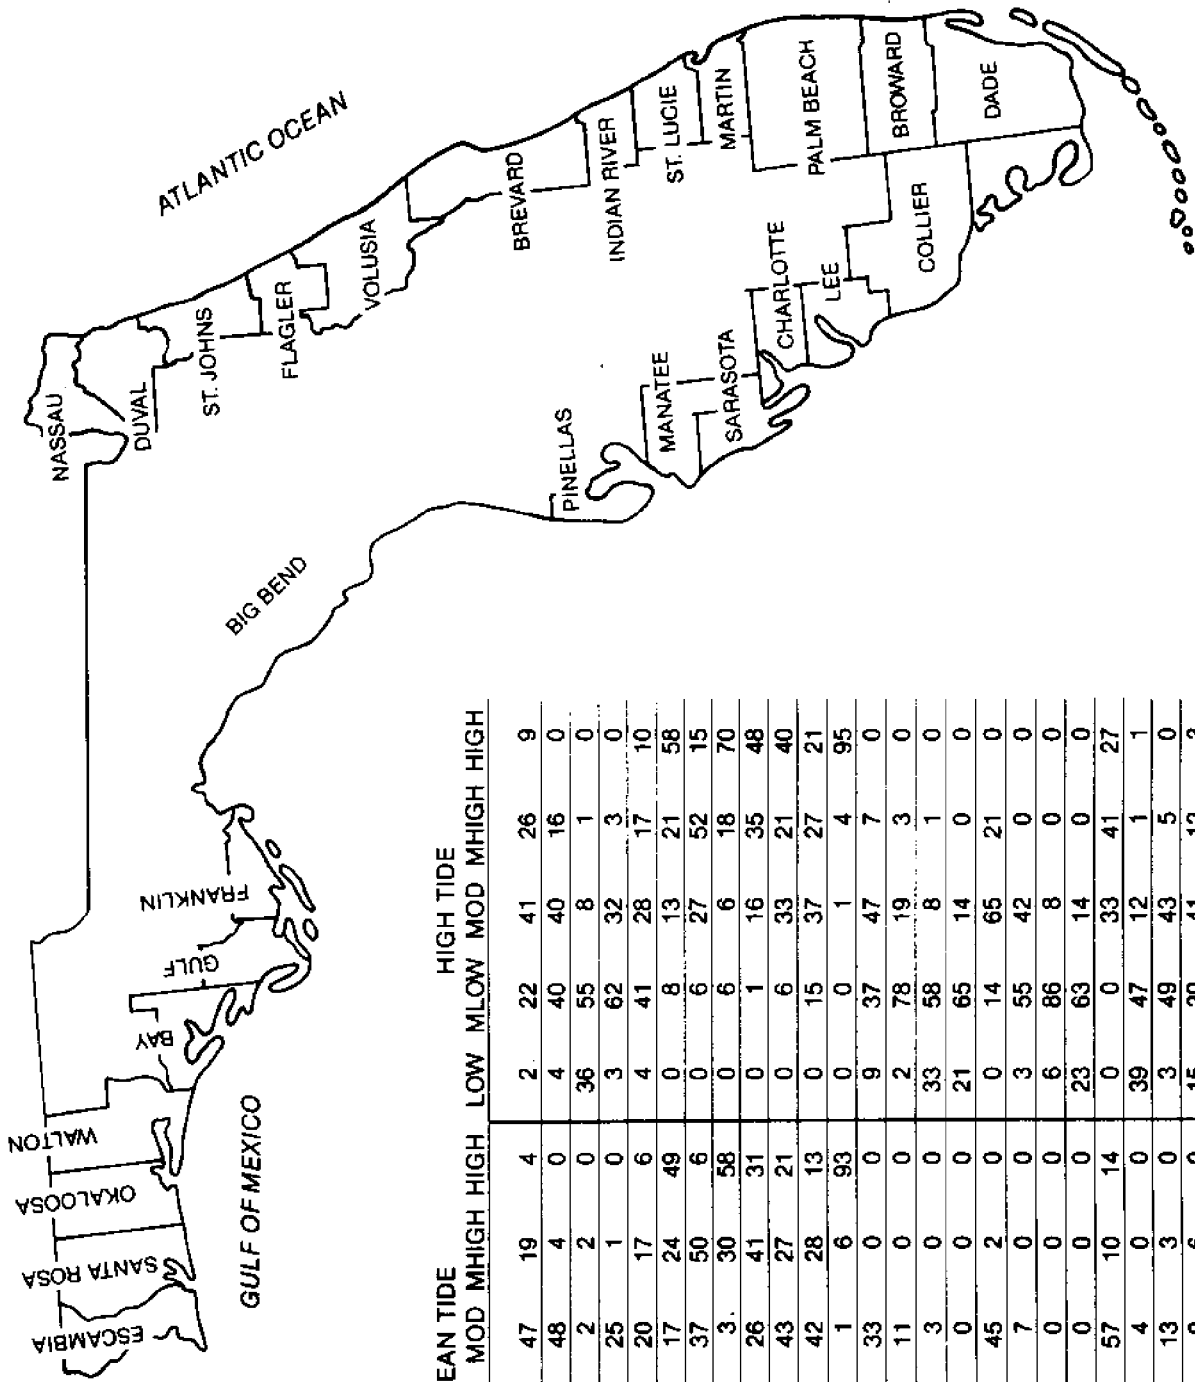 ATLANTIC OCEAN
NASSAU
DUVAL
ST. JOHNS
FLAGLER
VOLUSIA
BREVARD
INDIAN RIVER
ST. LUCIE
MARTIN
PALM BEACH
BROWARD
DADE
COLLIER
LEE
CHARLOTTE
SARASOTA
MANATEE
PINELLAS
BIG BEND
FRANKLIN
GULF
BAY
WALTON
OKALOOSA
SANTA ROSA
ESCAMBIA
GULF OF MEXICO
EAN TIDE HIGH TIDE
MOD MHIGH HIGH LOW MLOW MOD MHIGH HIGH
47 19 4 2 22 41 26 9
48 4 0 4 40 40 16 0
2 2 0 36 55 8 1 0
25 1 0 3 62 32 3 0
20 17 6 4 41 28 17 10
17 24 49 0 8 13 21 58
37 50 6 0 6 27 52 15
3. 30 58 0 6 6 18 70
26 41 31 0 1 16 35 48
43 27 21 0 6 33 21 40
42 28 13 0 15 37 27 21
1 6 93 0 0 1 4 95
33 0 0 9 37 47 7 0
11 0 0 2 78 19 3 0
3 0 0 33 58 8 1 0
0 0 0 21 65 14 0 0
45 2 0 0 14 65 21 0
7 0 0 3 55 42 0 0
0 0 0 6 86 8 0 0
0 0 0 23 63 14 0 0
57 10 14 0 0 33 41 27
4 0 0 39 47 12 1 1
13 3 0 3 49 43 5 0